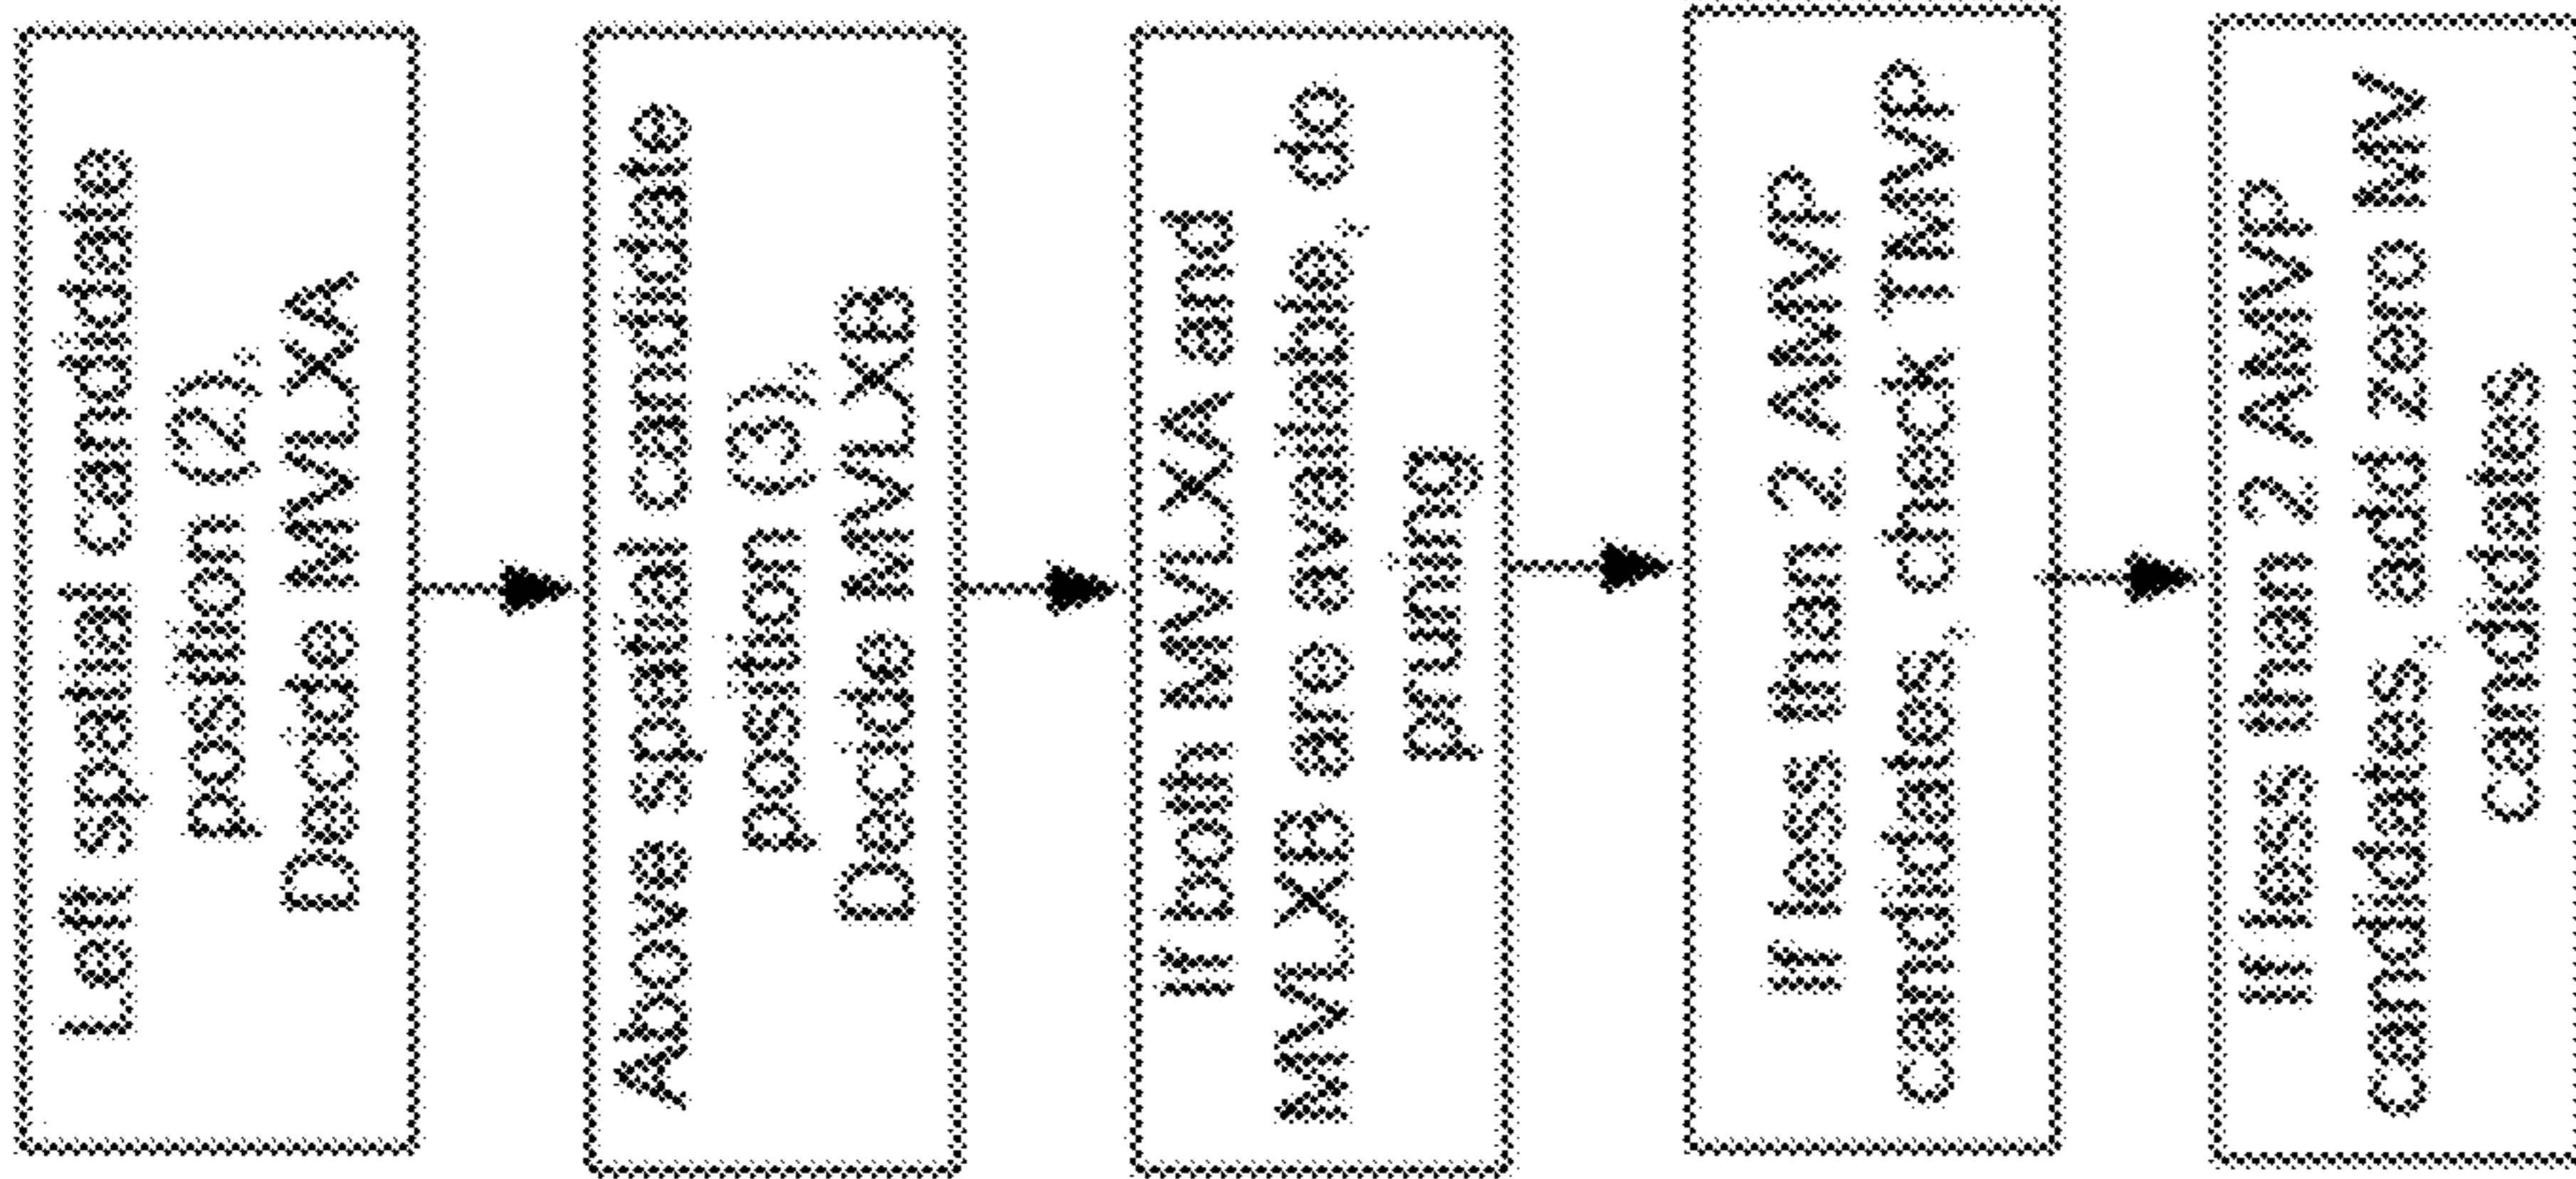 Left spatial candidate
position (2),
Decide MVLXA
Above spatial candidate
position (3),
Decide MVLXB
If both MVLXA and
MVLXB are available, do
pruning
If less than 2 AMVP
candidates, check TMVP
If less than 2 AMVP
candidates, add zero MV
candidates